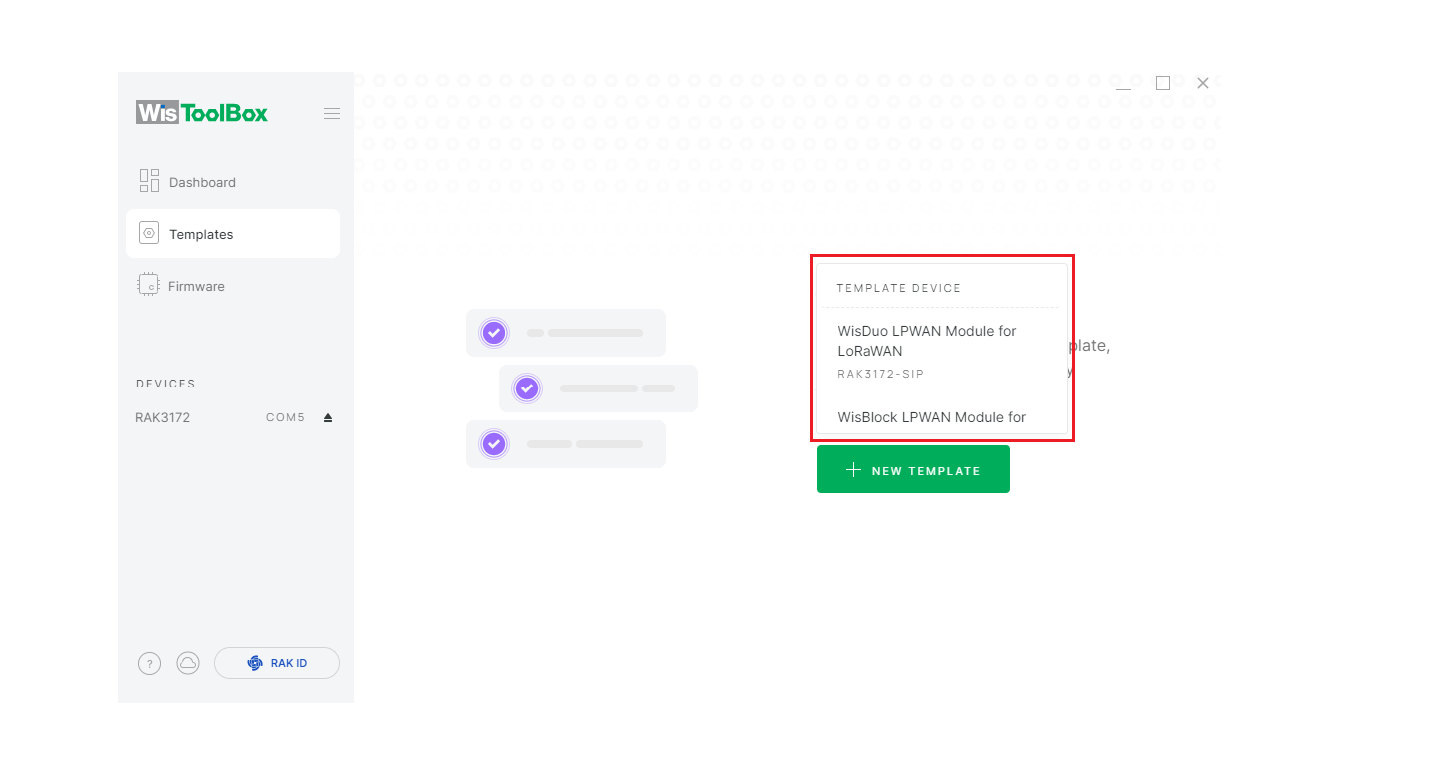 WisToolBox
Dashboard
Templates
Firmware
DEVICES
RAK3172 COM5
? RAK ID
TEMPLATE DEVICE
WisDuo LPWAN Module for
LoRaWAN
RAK3172-SIP
WisBlock LPWAN Module for
plate,
y
NEW TEMPLATE